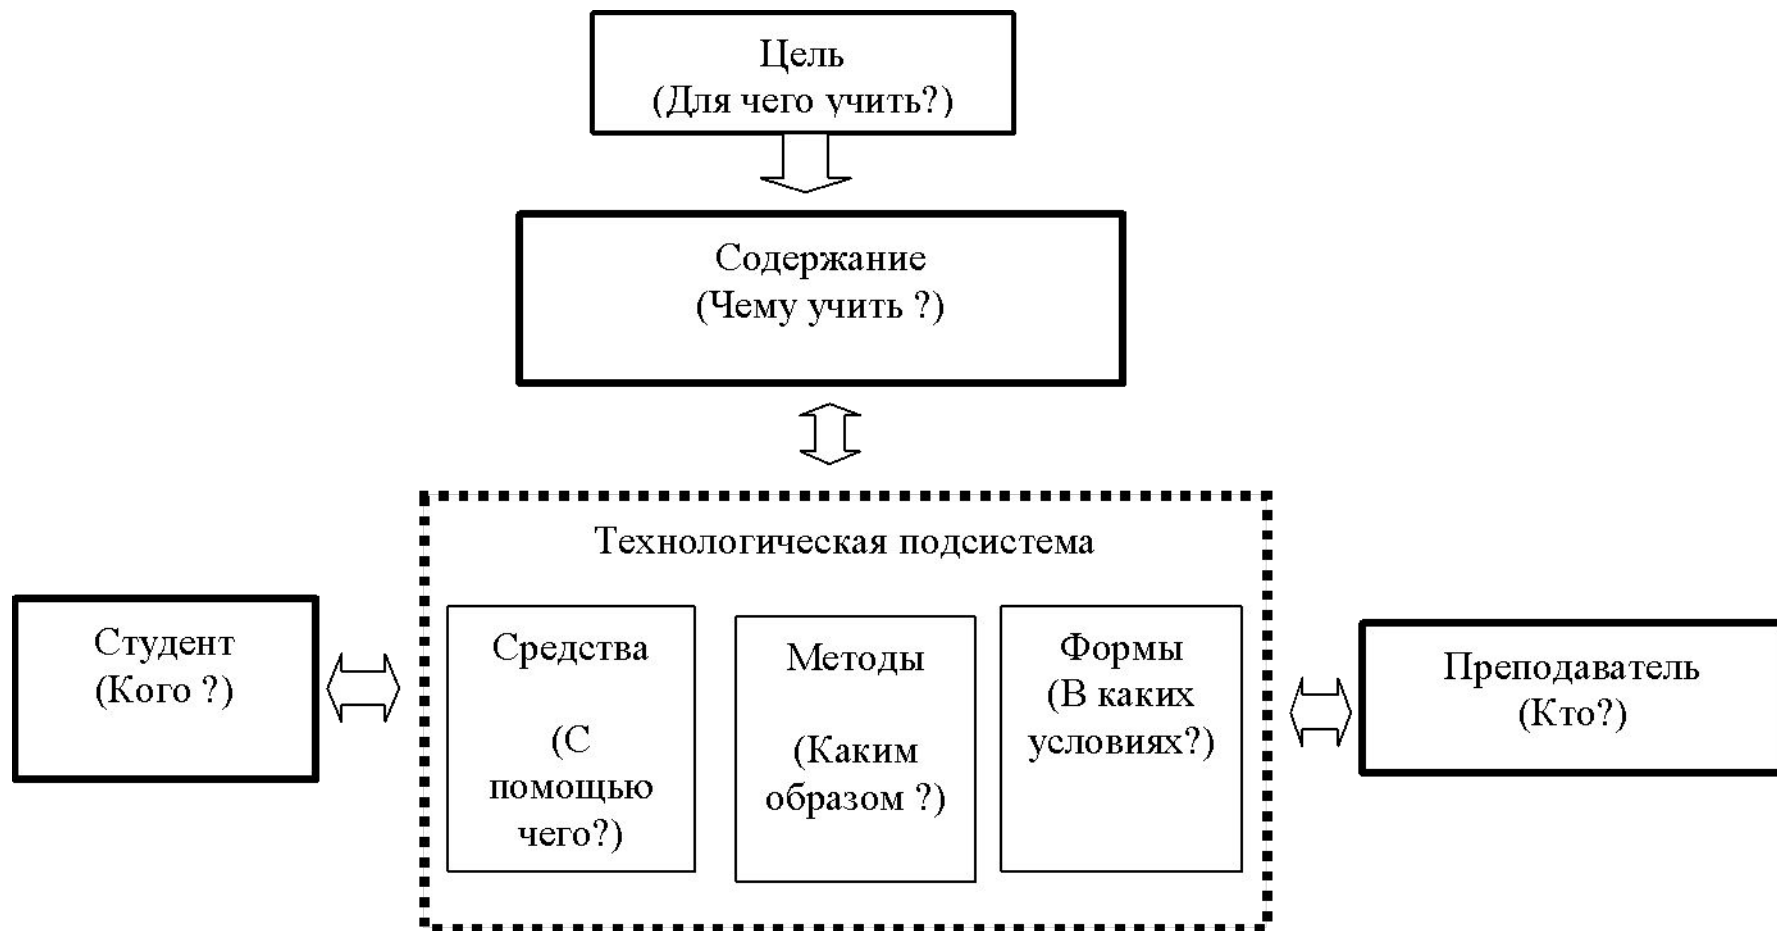 Цель
(Для чего учить?)
Содержание
(Чему учить ?)
Технологическая подсистема
Студент
(Кого ?)
Средства
(С
помощью
чего?)
Методы
(Каким
образом ?)
Формы
(В каких
условиях?)
Преподаватель
(Кто?)